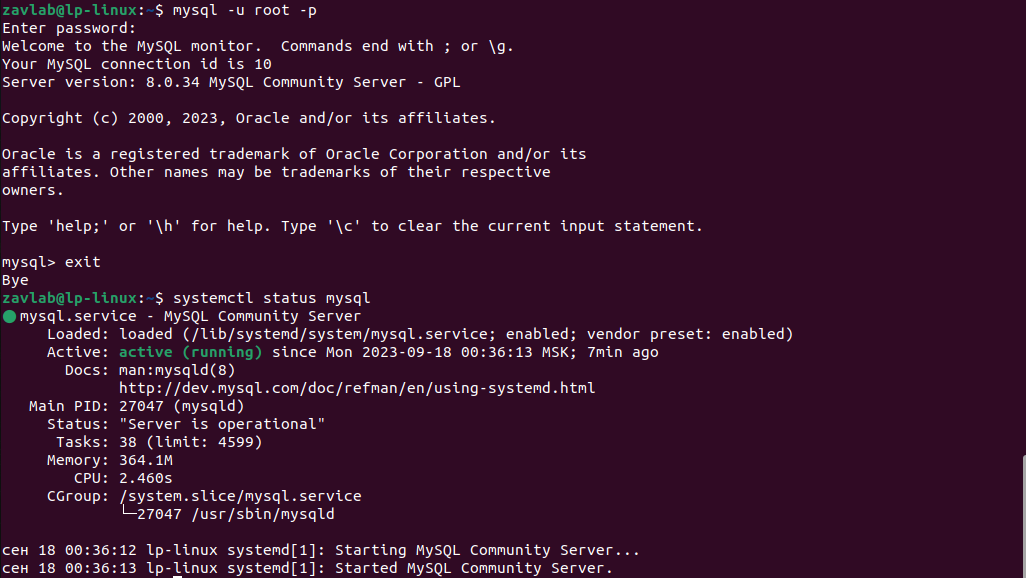 zavlab@lp-linux:~$ mysql -u root -p
Enter password:
Welcome to the MySQL monitor.  Commands end with ; or \g.
Your MySQL connection id is 10
Server version: 8.0.34 MySQL Community Server - GPL
Copyright (c) 2000, 2023, Oracle and/or its affiliates.
Oracle is a registered trademark of Oracle Corporation and/or its
affiliates. Other names may be trademarks of their respective
owners.
Type 'help;' or '\h' for help. Type '\c' to clear the current input statement.
mysql> exit
Bye
zavlab@lp-linux:~$ systemctl status mysql
● mysql.service - MySQL Community Server
Loaded: loaded (/lib/systemd/system/mysql.service; enabled; vendor preset: enabled)
Active: active (running) since Mon 2023-09-18 00:36:13 MSK; 7min ago
Docs: man:mysqld(8)
http://dev.mysql.com/doc/refman/en/using-systemd.html
Main PID: 27047 (mysqld)
Status: "Server is operational"
Tasks: 38 (limit: 4599)
Memory: 364.1M
CPU: 2.460s
CGroup: /system.slice/mysql.service
└─27047 /usr/sbin/mysqld
сен 18 00:36:12 lp-linux systemd[1]: Starting MySQL Community Server...
сен 18 00:36:13 lp-linux systemd[1]: Started MySQL Community Server.